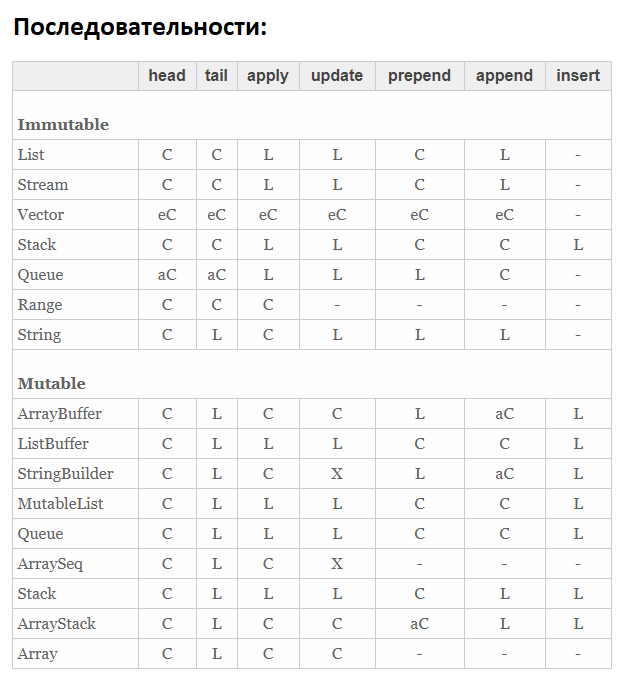 Последовательности:
head tail apply update prepend append insert
Immutable
List C C L L C L -
Stream C C L L C L -
Vector eC eC eC eC eC eC -
Stack C C L L C C L
Queue aC aC L L L C -
Range C C C - - - -
String C L C L L L -
Mutable
ArrayBuffer C L C C L aC L
ListBuffer C L L L C C L
StringBuilder C L C X L aC L
MutableList C L L L C C L
Queue C L L L C C L
ArraySeq C L C X - - -
Stack C L L L C L L
ArrayStack C L C C aC L L
Array C L C C - - -